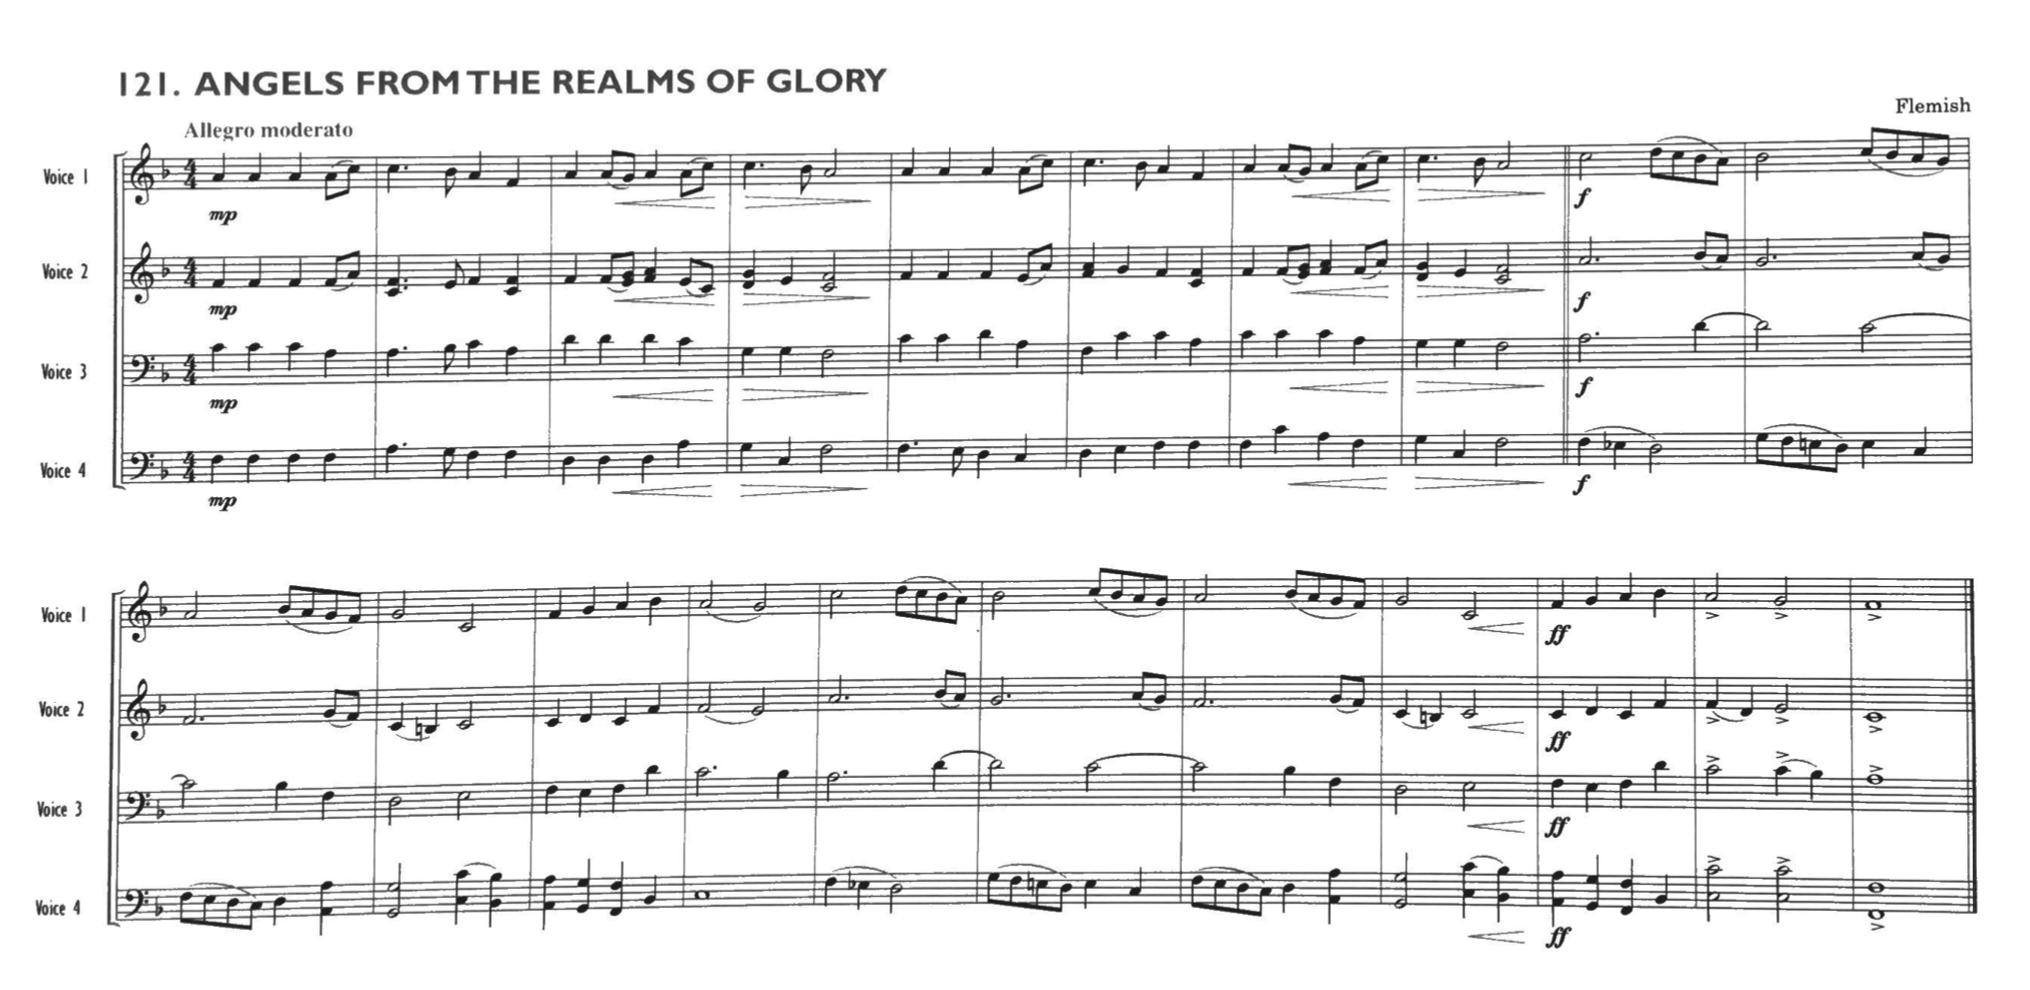 121. ANGELS FROM THE REALMS OF GLORY
Flemish
Allegro moderato
Voice 1
mp
f
Voice 2
mp
f
Voice 3
mp
f
Voice 4
mp
f
Voice 1
ff
Voice 2
ff
Voice 3
ff
Voice 4
ff